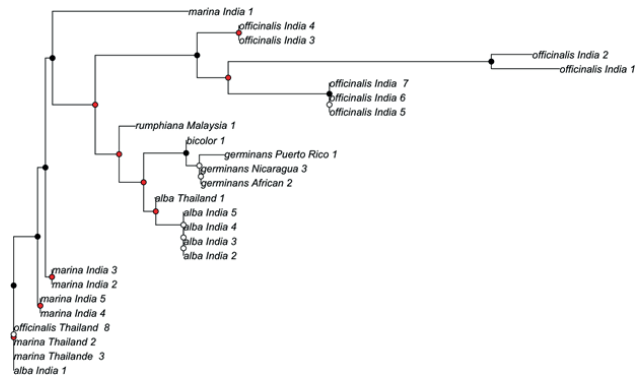 marina India 1
officinalis India 4
officinalis India 3
officinalis India 2
officinalis India 1
officinalis India 7
officinalis India 6
officinalis India 5
rumphiana Malaysia 1
bicolor 1
germinans Puerto Rico 1
germinans Nicaragua 3
germinans African 2
alba Thailand 1
alba India 5
alba India 4
alba India 3
alba India 2
marina India 3
marina India 2
marina India 5
marina India 4
officinalis Thailand 8
marina Thailand 2
marina Thailande 3
alba India 1